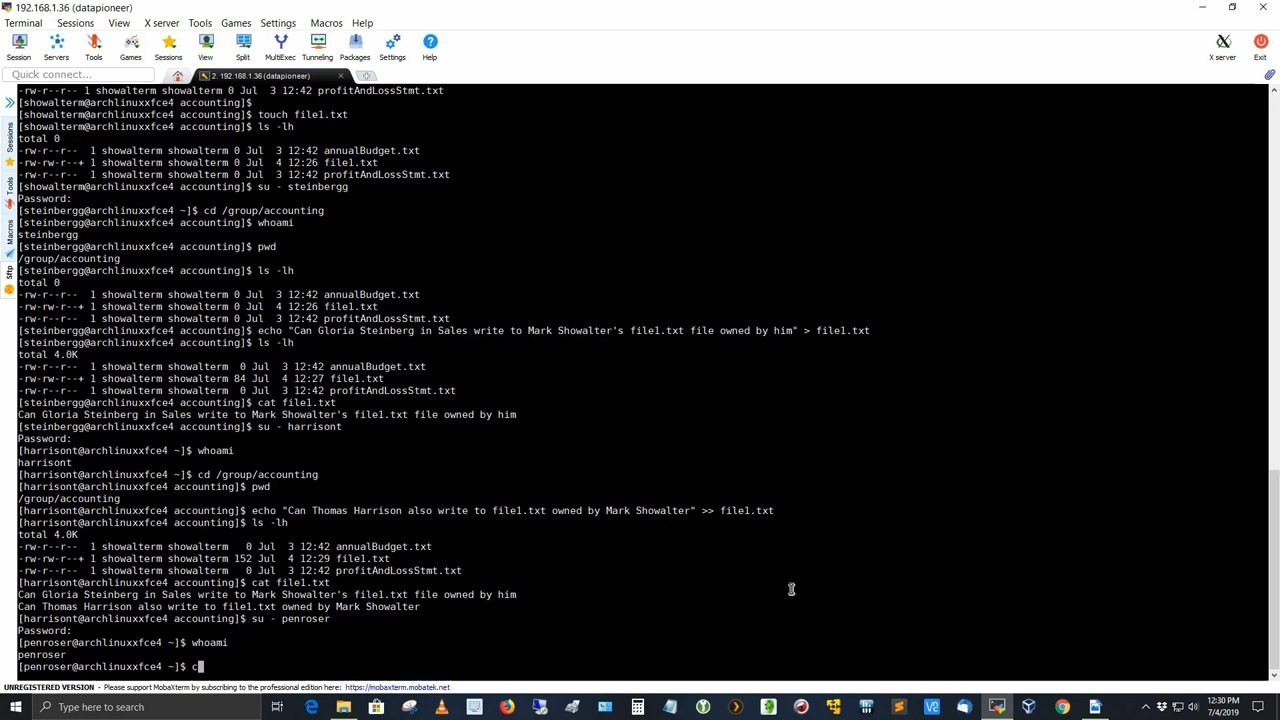 192.168.1.36 (datapioneer)
Terminal Sessions View X server Tools Games Settings Macros Help
Session Servers Tools Games Sessions View Split MultiExec Tunneling Packages Settings Help X server Exit
Quick connect... 2. 192.168.1.36 (datapioneer)
-rw-r--r-- 1 showalterm showalterm 0 Jul  3 12:42 profitAndLossStmt.txt
[showalterm@archlinuxxfce4 accounting]$
[showalterm@archlinuxxfce4 accounting]$ touch file1.txt
[showalterm@archlinuxxfce4 accounting]$ ls -lh
total 0
-rw-r--r--  1 showalterm showalterm 0 Jul  3 12:42 annualBudget.txt
-rw-rw-r--+ 1 showalterm showalterm 0 Jul  4 12:26 file1.txt
-rw-r--r--  1 showalterm showalterm 0 Jul  3 12:42 profitAndLossStmt.txt
[showalterm@archlinuxxfce4 accounting]$ su - steinbergg
Password:
[steinbergg@archlinuxxfce4 ~]$ cd /group/accounting
[steinbergg@archlinuxxfce4 accounting]$ whoami
steinbergg
[steinbergg@archlinuxxfce4 accounting]$ pwd
/group/accounting
[steinbergg@archlinuxxfce4 accounting]$ ls -lh
total 0
-rw-r--r--  1 showalterm showalterm 0 Jul  3 12:42 annualBudget.txt
-rw-rw-r--+ 1 showalterm showalterm 0 Jul  4 12:26 file1.txt
-rw-r--r--  1 showalterm showalterm 0 Jul  3 12:42 profitAndLossStmt.txt
[steinbergg@archlinuxxfce4 accounting]$ echo "Can Gloria Steinberg in Sales write to Mark Showalter's file1.txt file owned by him" > file1.txt
[steinbergg@archlinuxxfce4 accounting]$ ls -lh
total 4.0K
-rw-r--r--  1 showalterm showalterm  0 Jul  3 12:42 annualBudget.txt
-rw-rw-r--+ 1 showalterm showalterm 84 Jul  4 12:27 file1.txt
-rw-r--r--  1 showalterm showalterm  0 Jul  3 12:42 profitAndLossStmt.txt
[steinbergg@archlinuxxfce4 accounting]$ cat file1.txt
Can Gloria Steinberg in Sales write to Mark Showalter's file1.txt file owned by him
[steinbergg@archlinuxxfce4 accounting]$ su - harrisont
Password:
[harrisont@archlinuxxfce4 ~]$ whoami
harrisont
[harrisont@archlinuxxfce4 ~]$ cd /group/accounting
[harrisont@archlinuxxfce4 accounting]$ pwd
/group/accounting
[harrisont@archlinuxxfce4 accounting]$ echo "Can Thomas Harrison also write to file1.txt owned by Mark Showalter" >> file1.txt
[harrisont@archlinuxxfce4 accounting]$ ls -lh
total 4.0K
-rw-r--r--  1 showalterm showalterm   0 Jul  3 12:42 annualBudget.txt
-rw-rw-r--+ 1 showalterm showalterm 152 Jul  4 12:29 file1.txt
-rw-r--r--  1 showalterm showalterm   0 Jul  3 12:42 profitAndLossStmt.txt
[harrisont@archlinuxxfce4 accounting]$ cat file1.txt
Can Gloria Steinberg in Sales write to Mark Showalter's file1.txt file owned by him
Can Thomas Harrison also write to file1.txt owned by Mark Showalter
[harrisont@archlinuxxfce4 accounting]$ su - penroser
Password:
[penroser@archlinuxxfce4 ~]$ whoami
penroser
[penroser@archlinuxxfce4 ~]$ c
Sessions
Tools
Macros
Sftp
UNREGISTERED VERSION - Please support MobaXterm by subscribing to the professional edition here: https://mobaxterm.mobatek.net
Type here to search
12:30 PM
7/4/2019